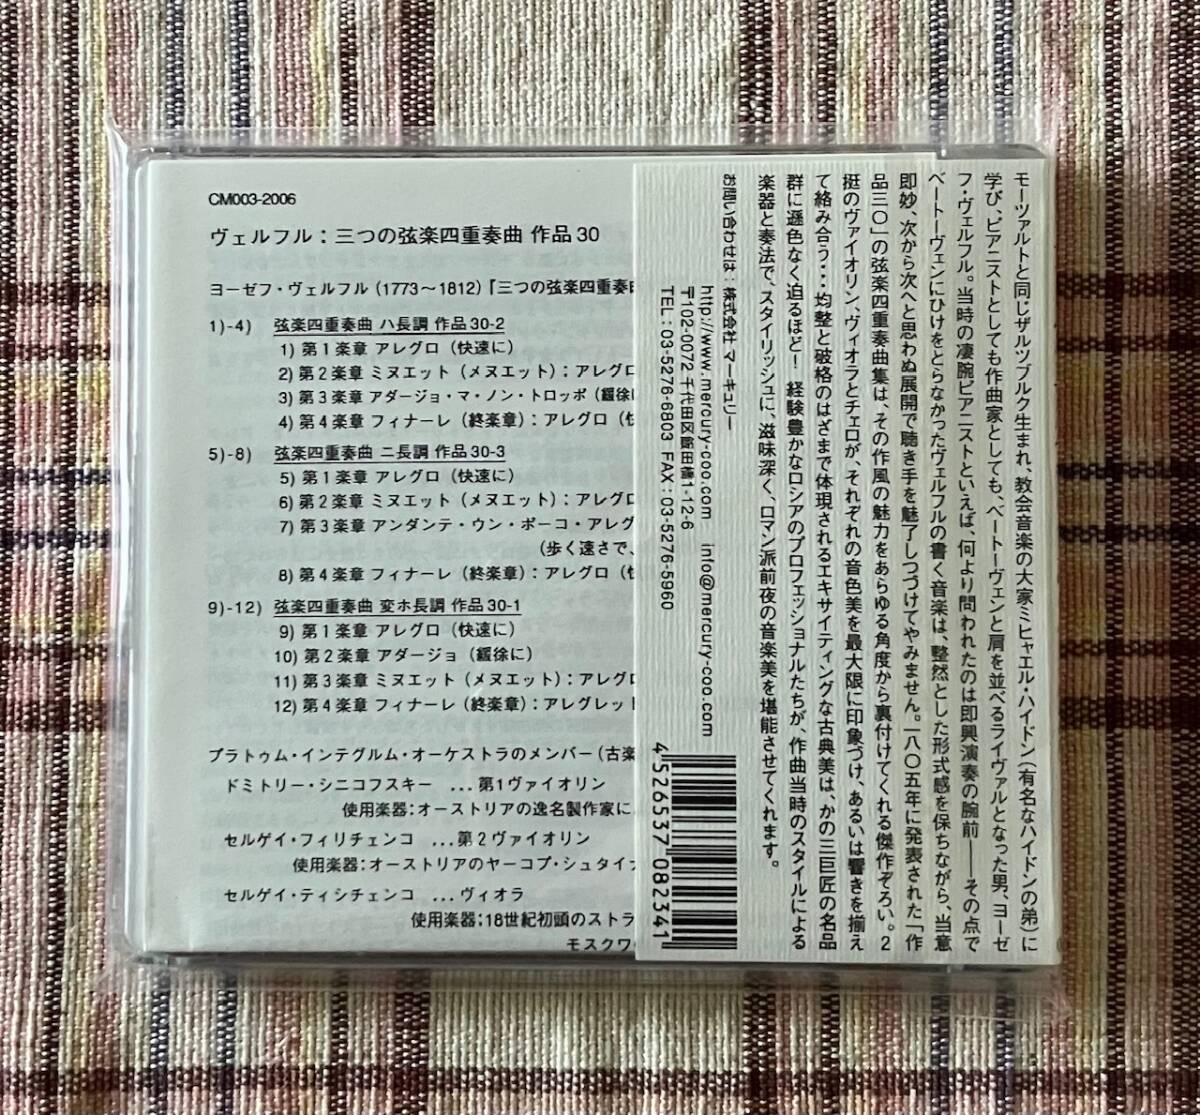 CM003-2006
ヴェルフル：三つの弦楽四重奏曲 作品30
ヨーゼフ・ヴェルフル (1773～1812)『三つの弦楽四重奏曲
1)-4) 弦楽四重奏曲 ハ長調 作品30-2
1) 第1楽章 アレグロ（快速に）
2) 第2楽章 ミヌエット（メヌエット）：アレグロ
3) 第3楽章 アダージョ・マ・ノン・トロッポ（緩徐に
4) 第4楽章 フィナーレ（終楽章）：アレグロ（快
5)-8) 弦楽四重奏曲 ニ長調 作品30-3
5) 第1楽章 アレグロ（快速に）
6) 第2楽章 ミヌエット（メヌエット）：アレグロ
7) 第3楽章 アンダンテ・ウン・ポーコ・アレグ
（歩く速さで、
8) 第4楽章 フィナーレ（終楽章）：アレグロ（快
9)-12) 弦楽四重奏曲 変ホ長調 作品30-1
9) 第1楽章 アレグロ（快速に）
10) 第2楽章 アダージョ（緩徐に）
11) 第3楽章 ミヌエット（メヌエット）：アレグロ
12) 第4楽章 フィナーレ（終楽章）：アレグレット
プラトゥム・インテグルム・オーケストラのメンバー（古楽
ドミトリー・シニコフスキー …第1ヴァイオリン
使用楽器：オーストリアの逸名製作家に
セルゲイ・フィリチェンコ …第2ヴァイオリン
使用楽器：オーストリアのヤーコプ・シュタイナ
セルゲイ・ティシチェンコ …ヴィオラ
使用楽器：18世紀初頭のストラ
モスクワ
モーツァルトと同じザルツブルク生まれ、教会音楽の大家ミヒャエル・ハイドン（有名なハイドンの弟）に
学び、ピアニストとしても作曲家としても、ベートーヴェンと肩を並べるライヴァルとなった男、ヨーゼ
フ・ヴェルフル。当時の凄腕ピアニストといえば、何より問われたのは即興演奏の腕前——その点で
ベートーヴェンにひけをとらなかったヴェルフルの書く音楽は、整然とした形式感を保ちながら、当意
即妙、次から次へと思わぬ展開で聴き手を魅了しつづけてやみません。一八〇五年に発表された「作
品三〇」の弦楽四重奏曲集は、その作風の魅力をあらゆる角度から裏付けてくれる傑作ぞろい。2
挺のヴァイオリン、ヴィオラとチェロが、それぞれの音色美を最大限に印象づけ、あるいは響きを揃え
て絡み合う・・・均整と破格のはざまで体現されるエキサイティングな古典美は、かの三巨匠の名品
群に遜色なく迫るほど！ 経験豊かなロシアのプロフェッショナルたちが、作曲当時のスタイルによる
楽器と奏法で、スタイリッシュに、滋味深く、ロマン派前夜の音楽美を堪能させてくれます。
お問い合わせは：株式会社 マーキュリー
http://www.mercury-coo.com info@mercury-coo.com
〒102-0072 千代田区飯田橋1-12-6
TEL：03-5276-6803 FAX：03-5276-5960
4 526537 082341